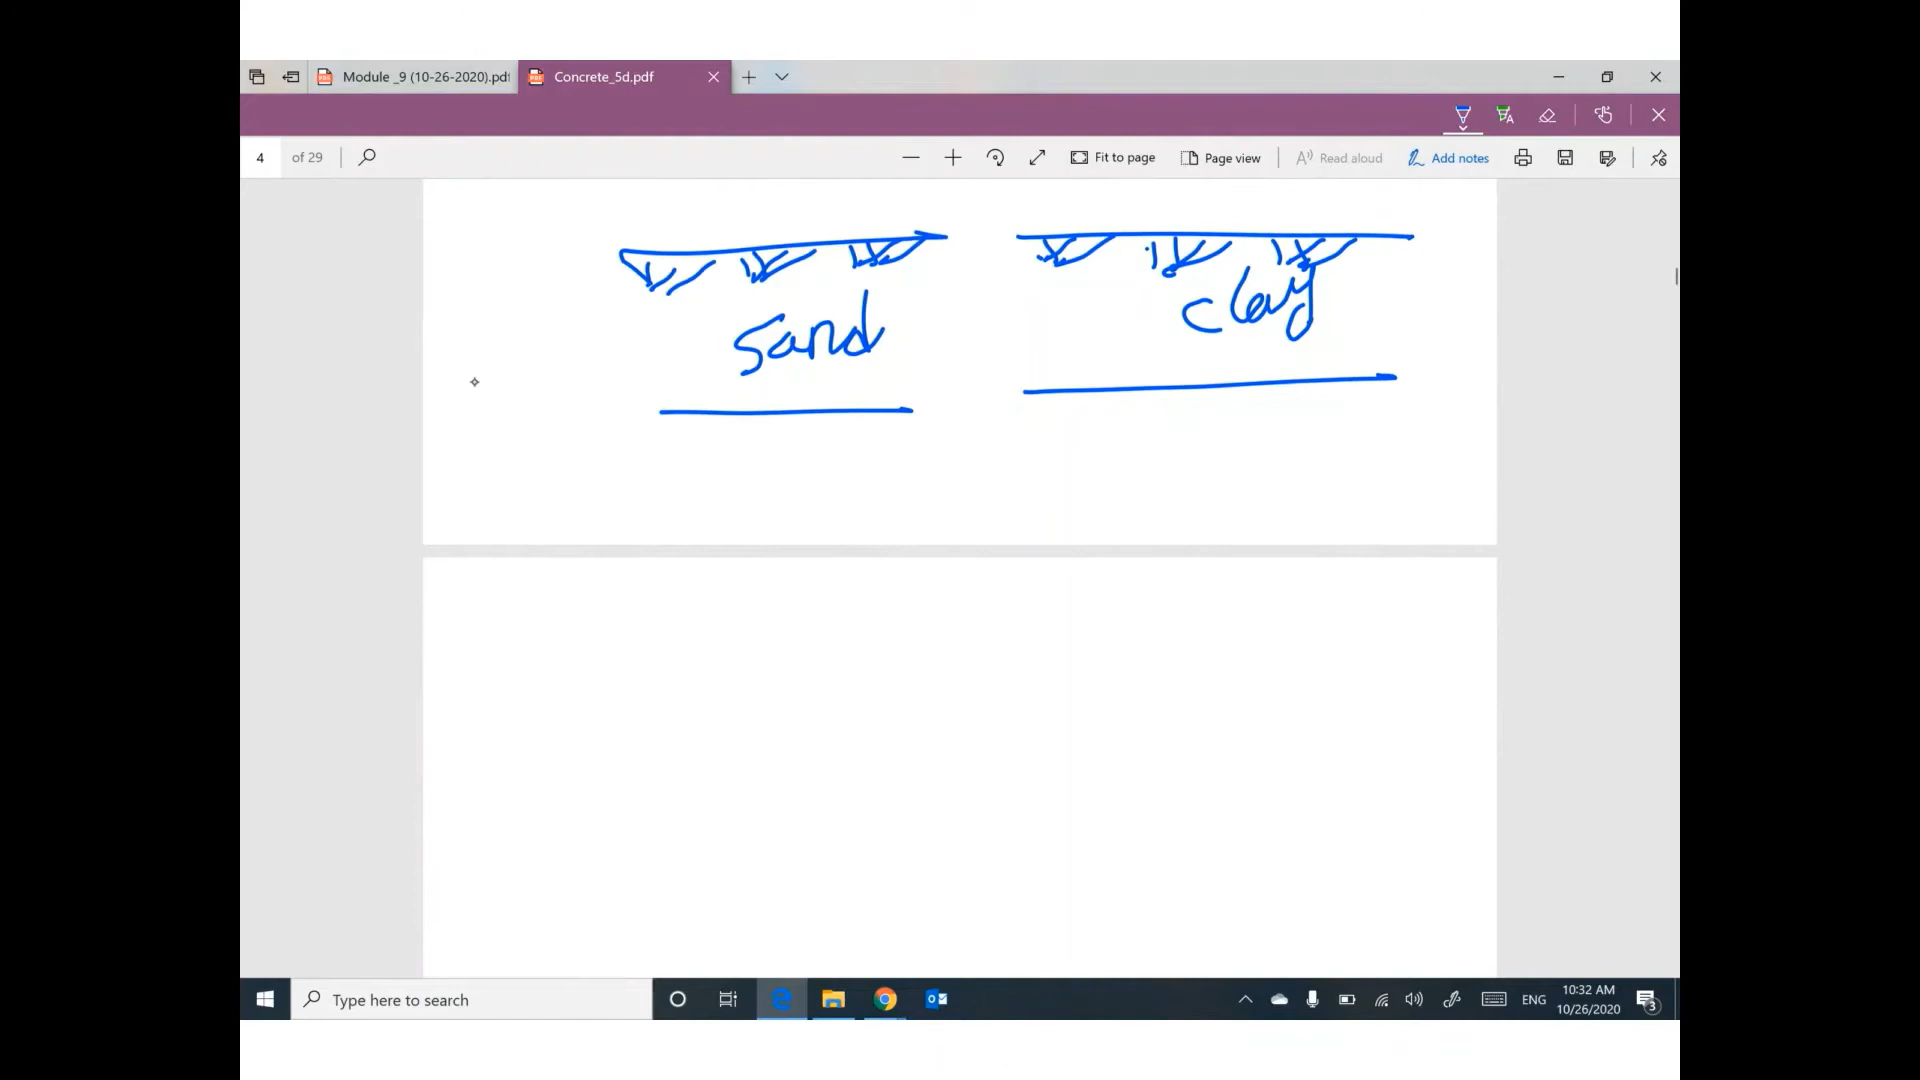 Module _9 (10-26-2020).pdf
Concrete_5d.pdf
4 of 29
Fit to page
Page view
Read aloud
Add notes
sand
clay
Type here to search
ENG
10:32 AM
10/26/2020
3